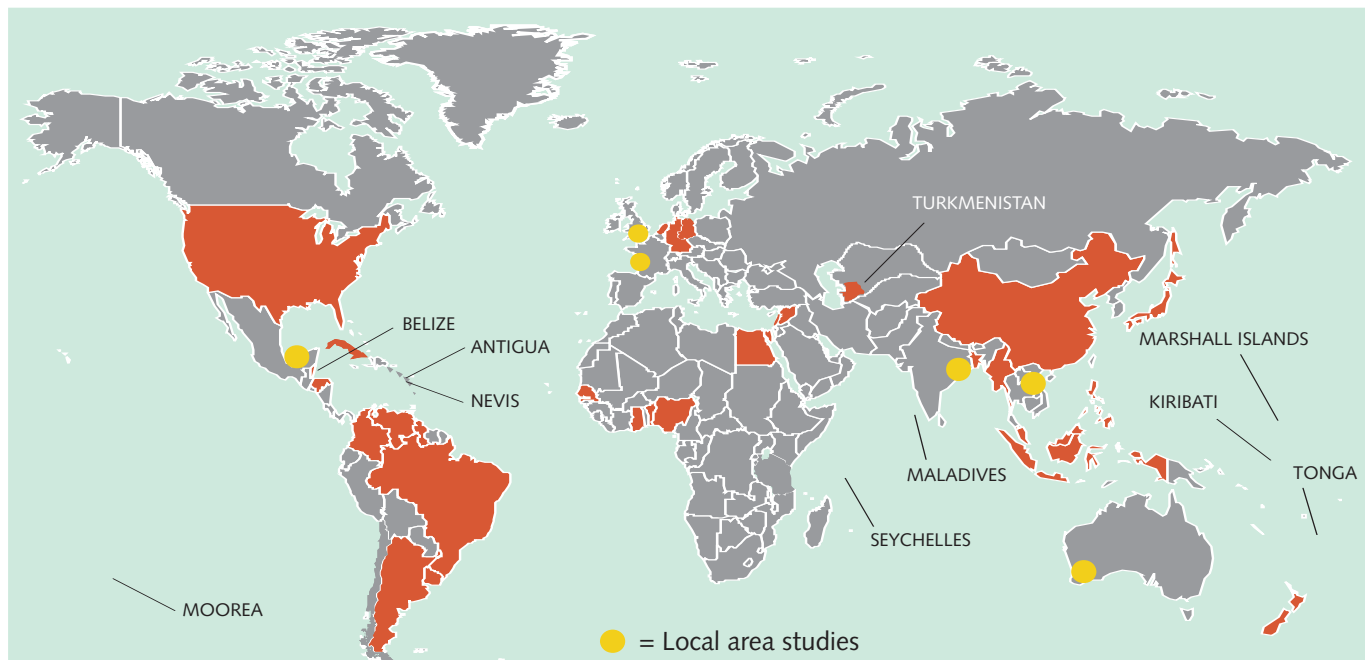 TURKMENISTAN
BELIZE
MARSHALL ISLANDS
ANTIGUA
NEVIS
KIRIBATI
MALADIVES
TONGA
SEYCHELLES
MOOREA
= Local area studies